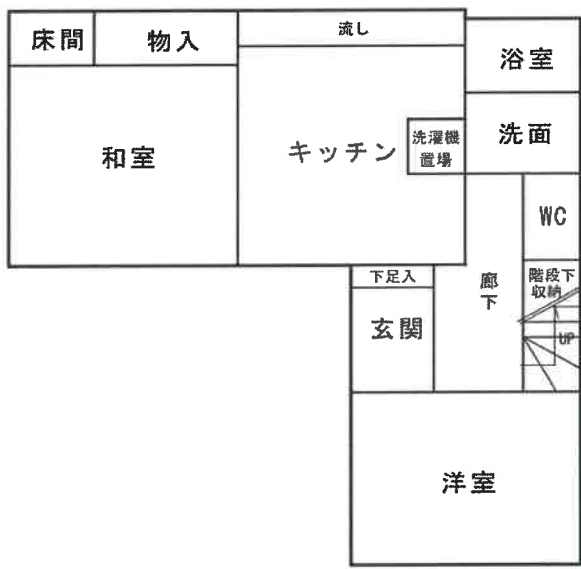 床間
物入
流し
浴室
和室
キッチン
洗濯機
置場
洗面
WC
下足入
廊
下
階段下
収納
玄関
UP
洋室